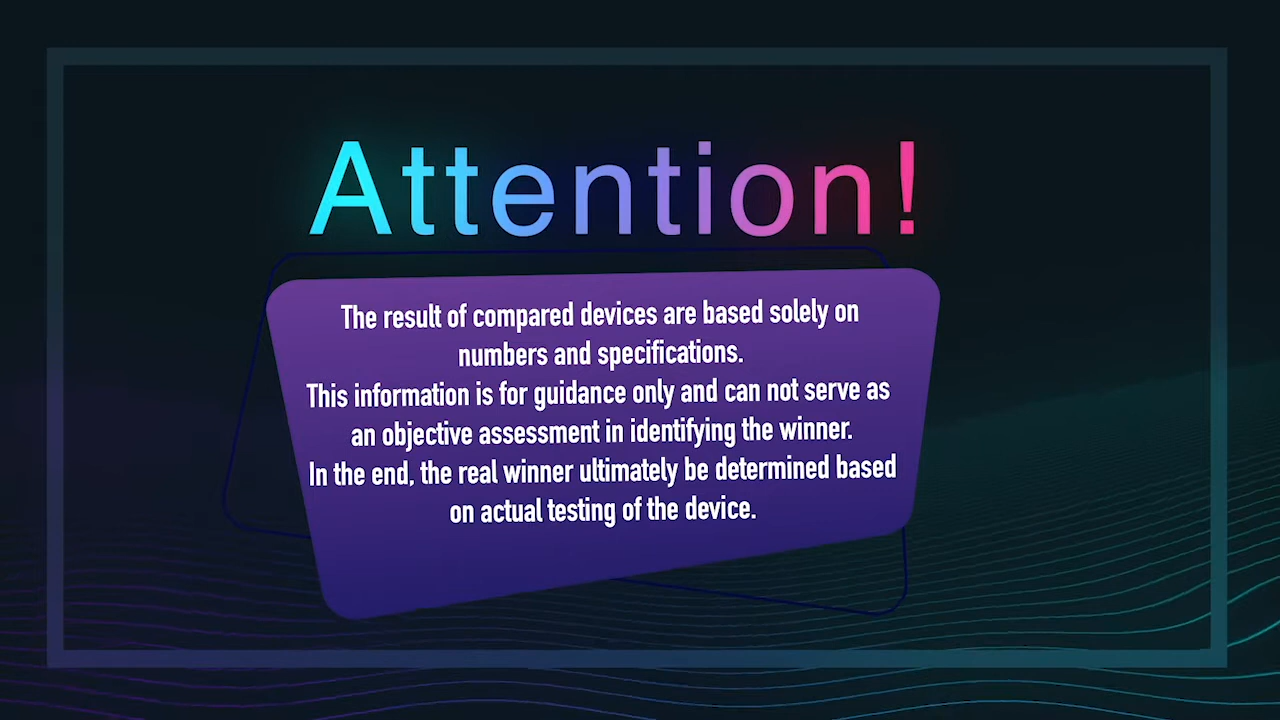 Attention!
The result of compared devices are based solely on
numbers and specifications.
This information is for guidance only and can not serve as
an objective assessment in identifying the winner.
In the end, the real winner ultimately be determined based
on actual testing of the device.